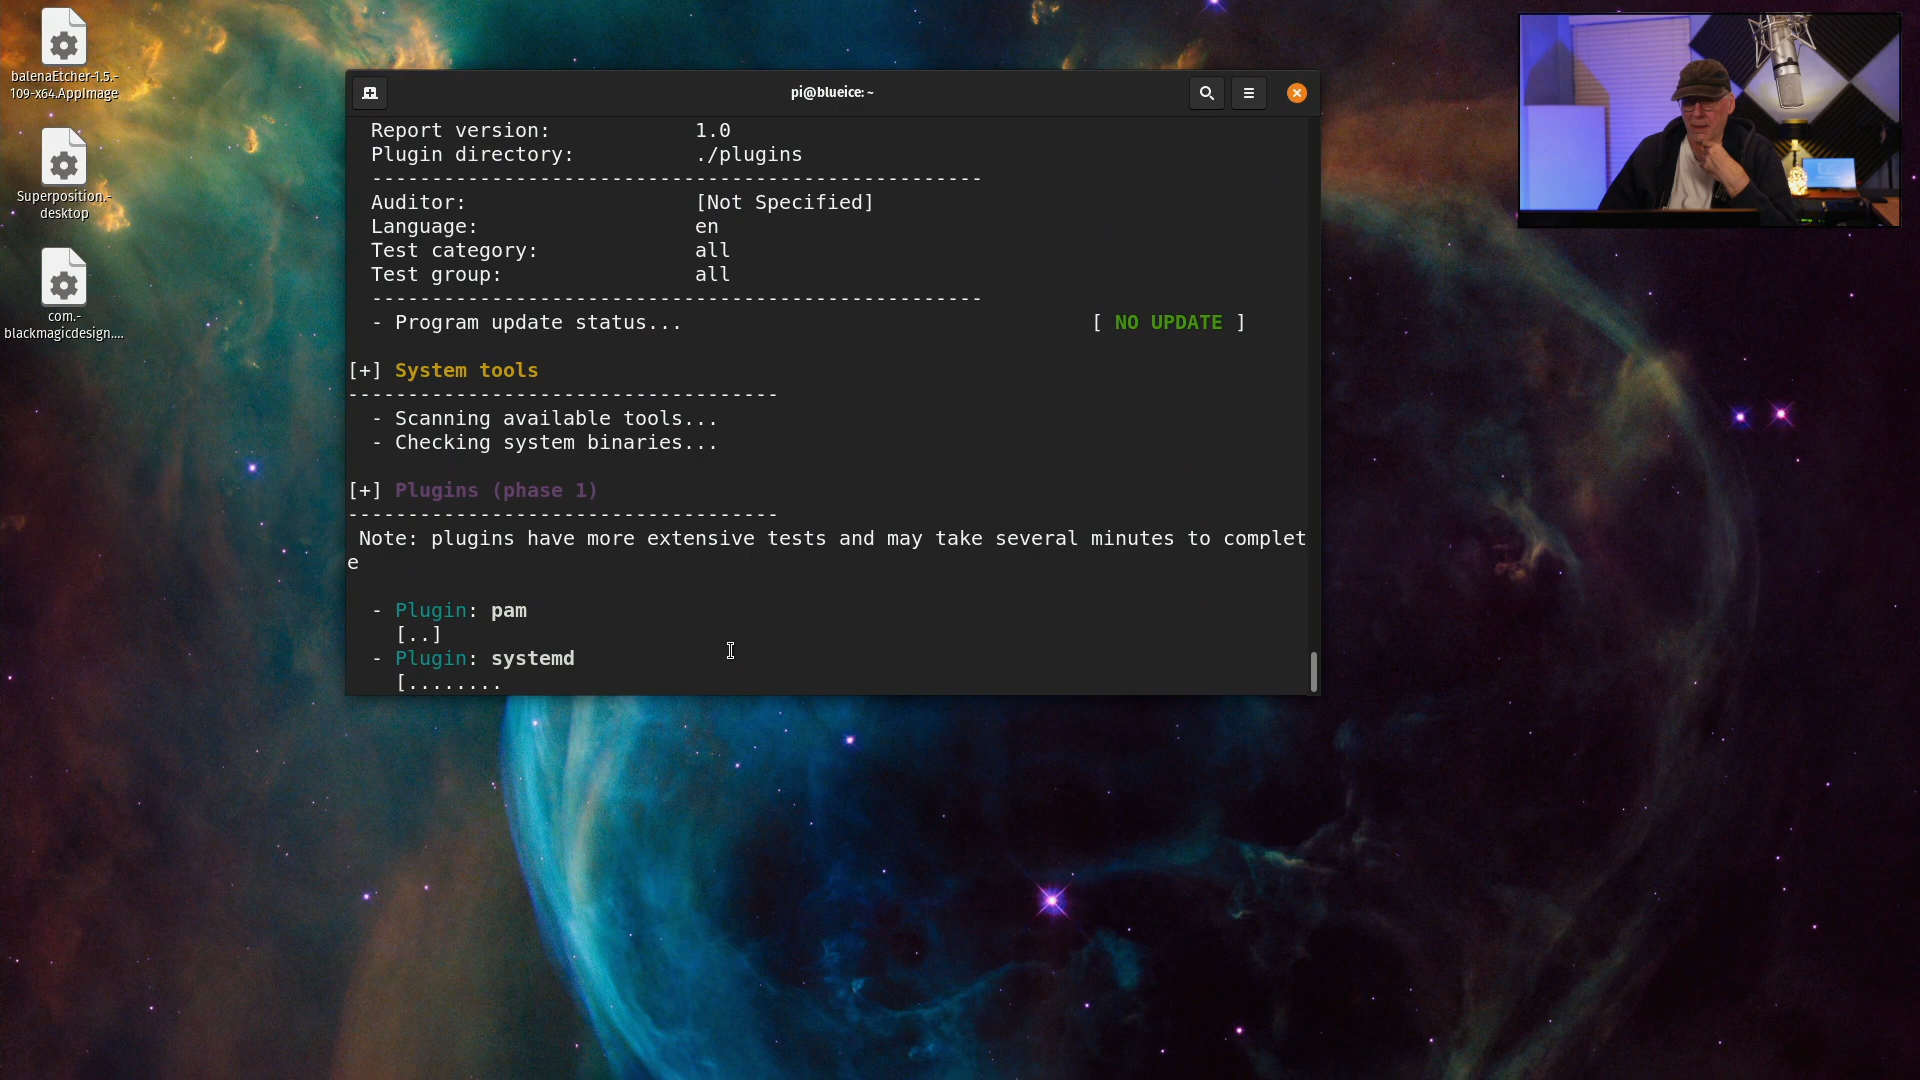 balenaEtcher-1.5.-
109-x64.AppImage
Superposition.-
desktop
com.-
blackmagicdesign....
pi@blueice: ~
Report version: 1.0
Plugin directory: ./plugins
---------------------------------------------------
Auditor: [Not Specified]
Language: en
Test category: all
Test group: all
---------------------------------------------------
- Program update status... [ NO UPDATE ]
[+] System tools
------------------------------------
- Scanning available tools...
- Checking system binaries...
[+] Plugins (phase 1)
------------------------------------
Note: plugins have more extensive tests and may take several minutes to complet
e
- Plugin: pam
[..]
- Plugin: systemd
[........